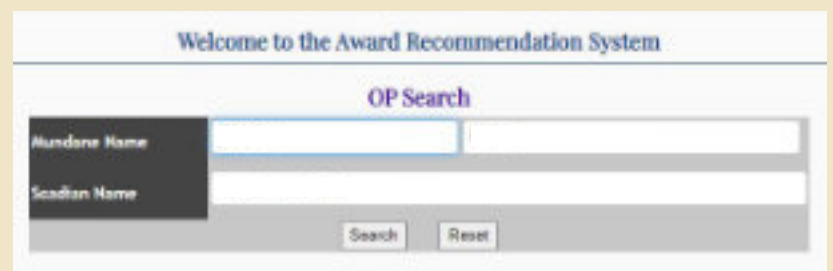 Welcome to the Award Recommendation System
OP Search
Mundane Name
Scadian Name
Search Reset